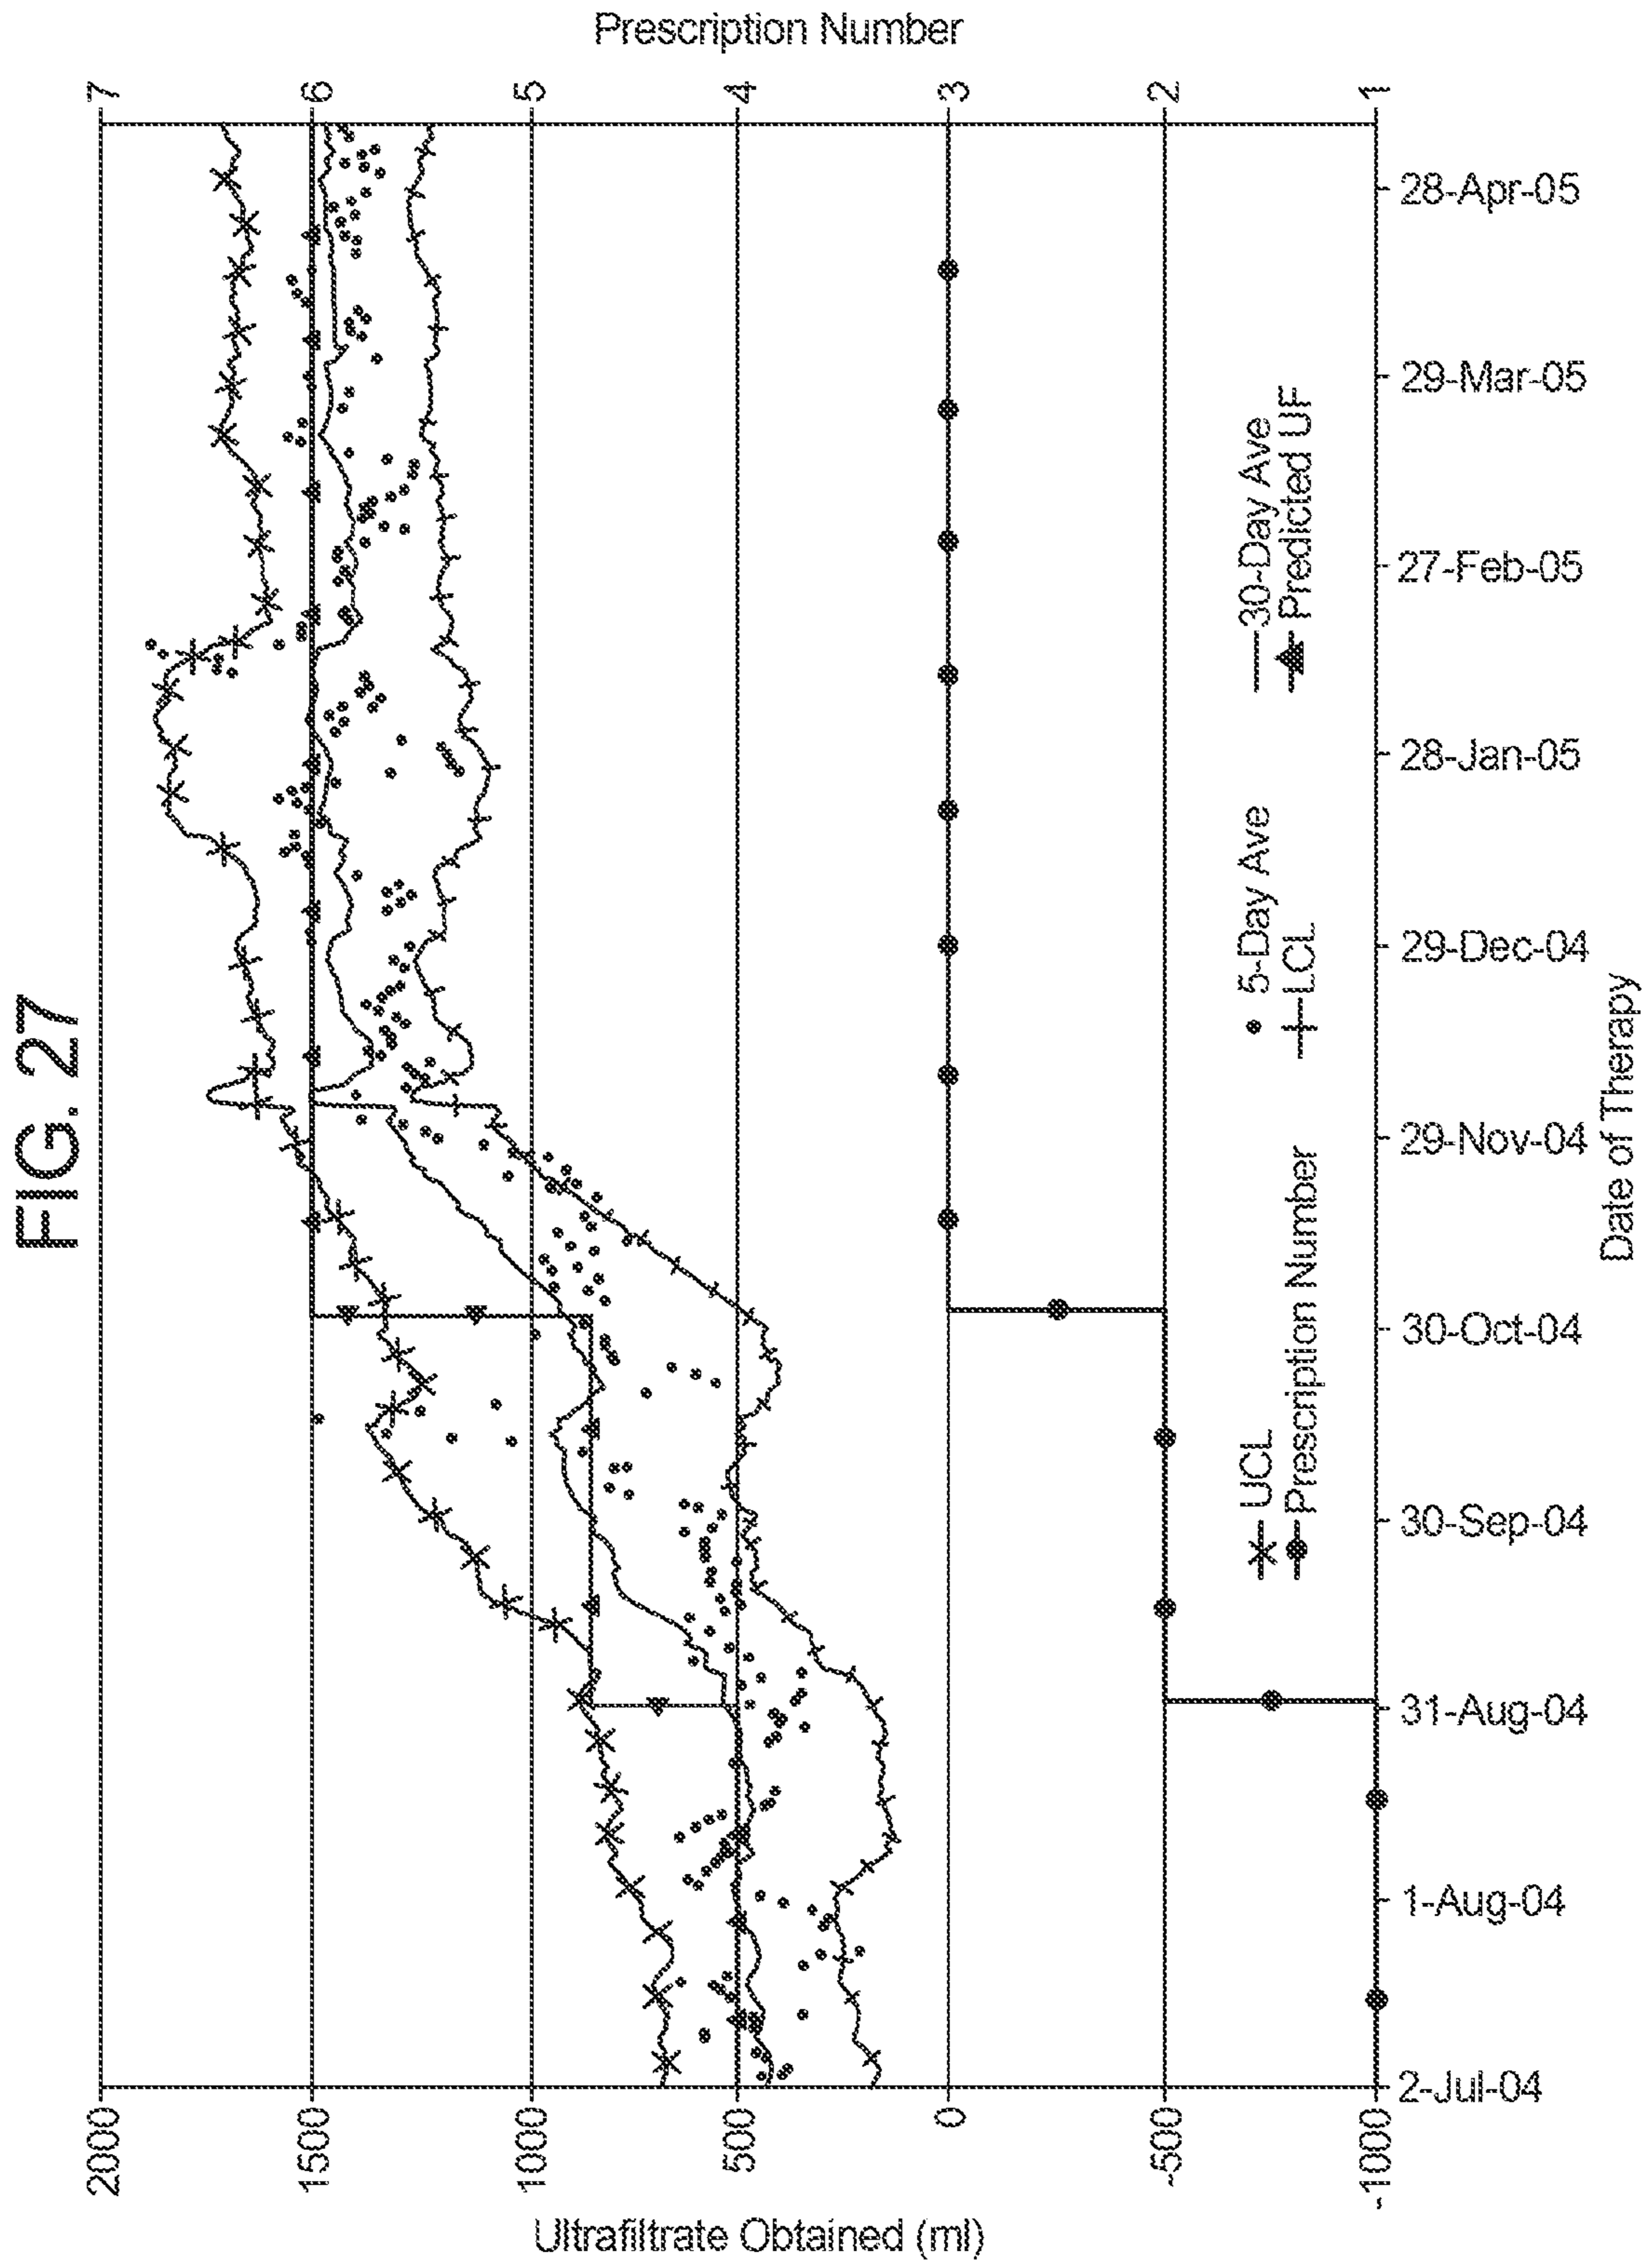 FIG. 27
Prescription Number
7
6
5
4
3
2
1
2000
1500
1000
500
0
-500
-1000
Ultrafiltrate Obtained (ml)
2-Jul-04
1-Aug-04
31-Aug-04
30-Sep-04
30-Oct-04
29-Nov-04
29-Dec-04
28-Jan-05
27-Feb-05
29-Mar-05
28-Apr-05
Date of Therapy
UCL
5-Day Ave
30-Day Ave
Prescription Number
LCL
Predicted UF